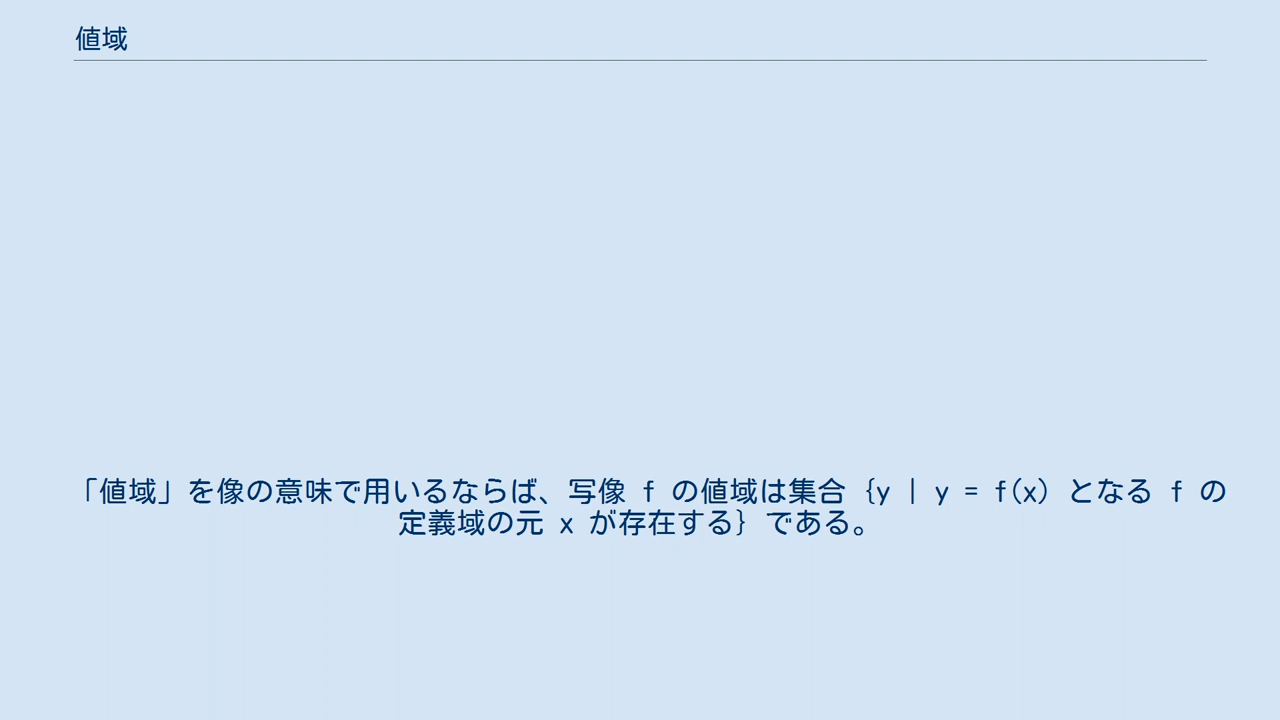 値域
「値域」を像の意味で用いるならば、写像 f の値域は集合 {y | y = f(x) となる f の
定義域の元 x が存在する} である。